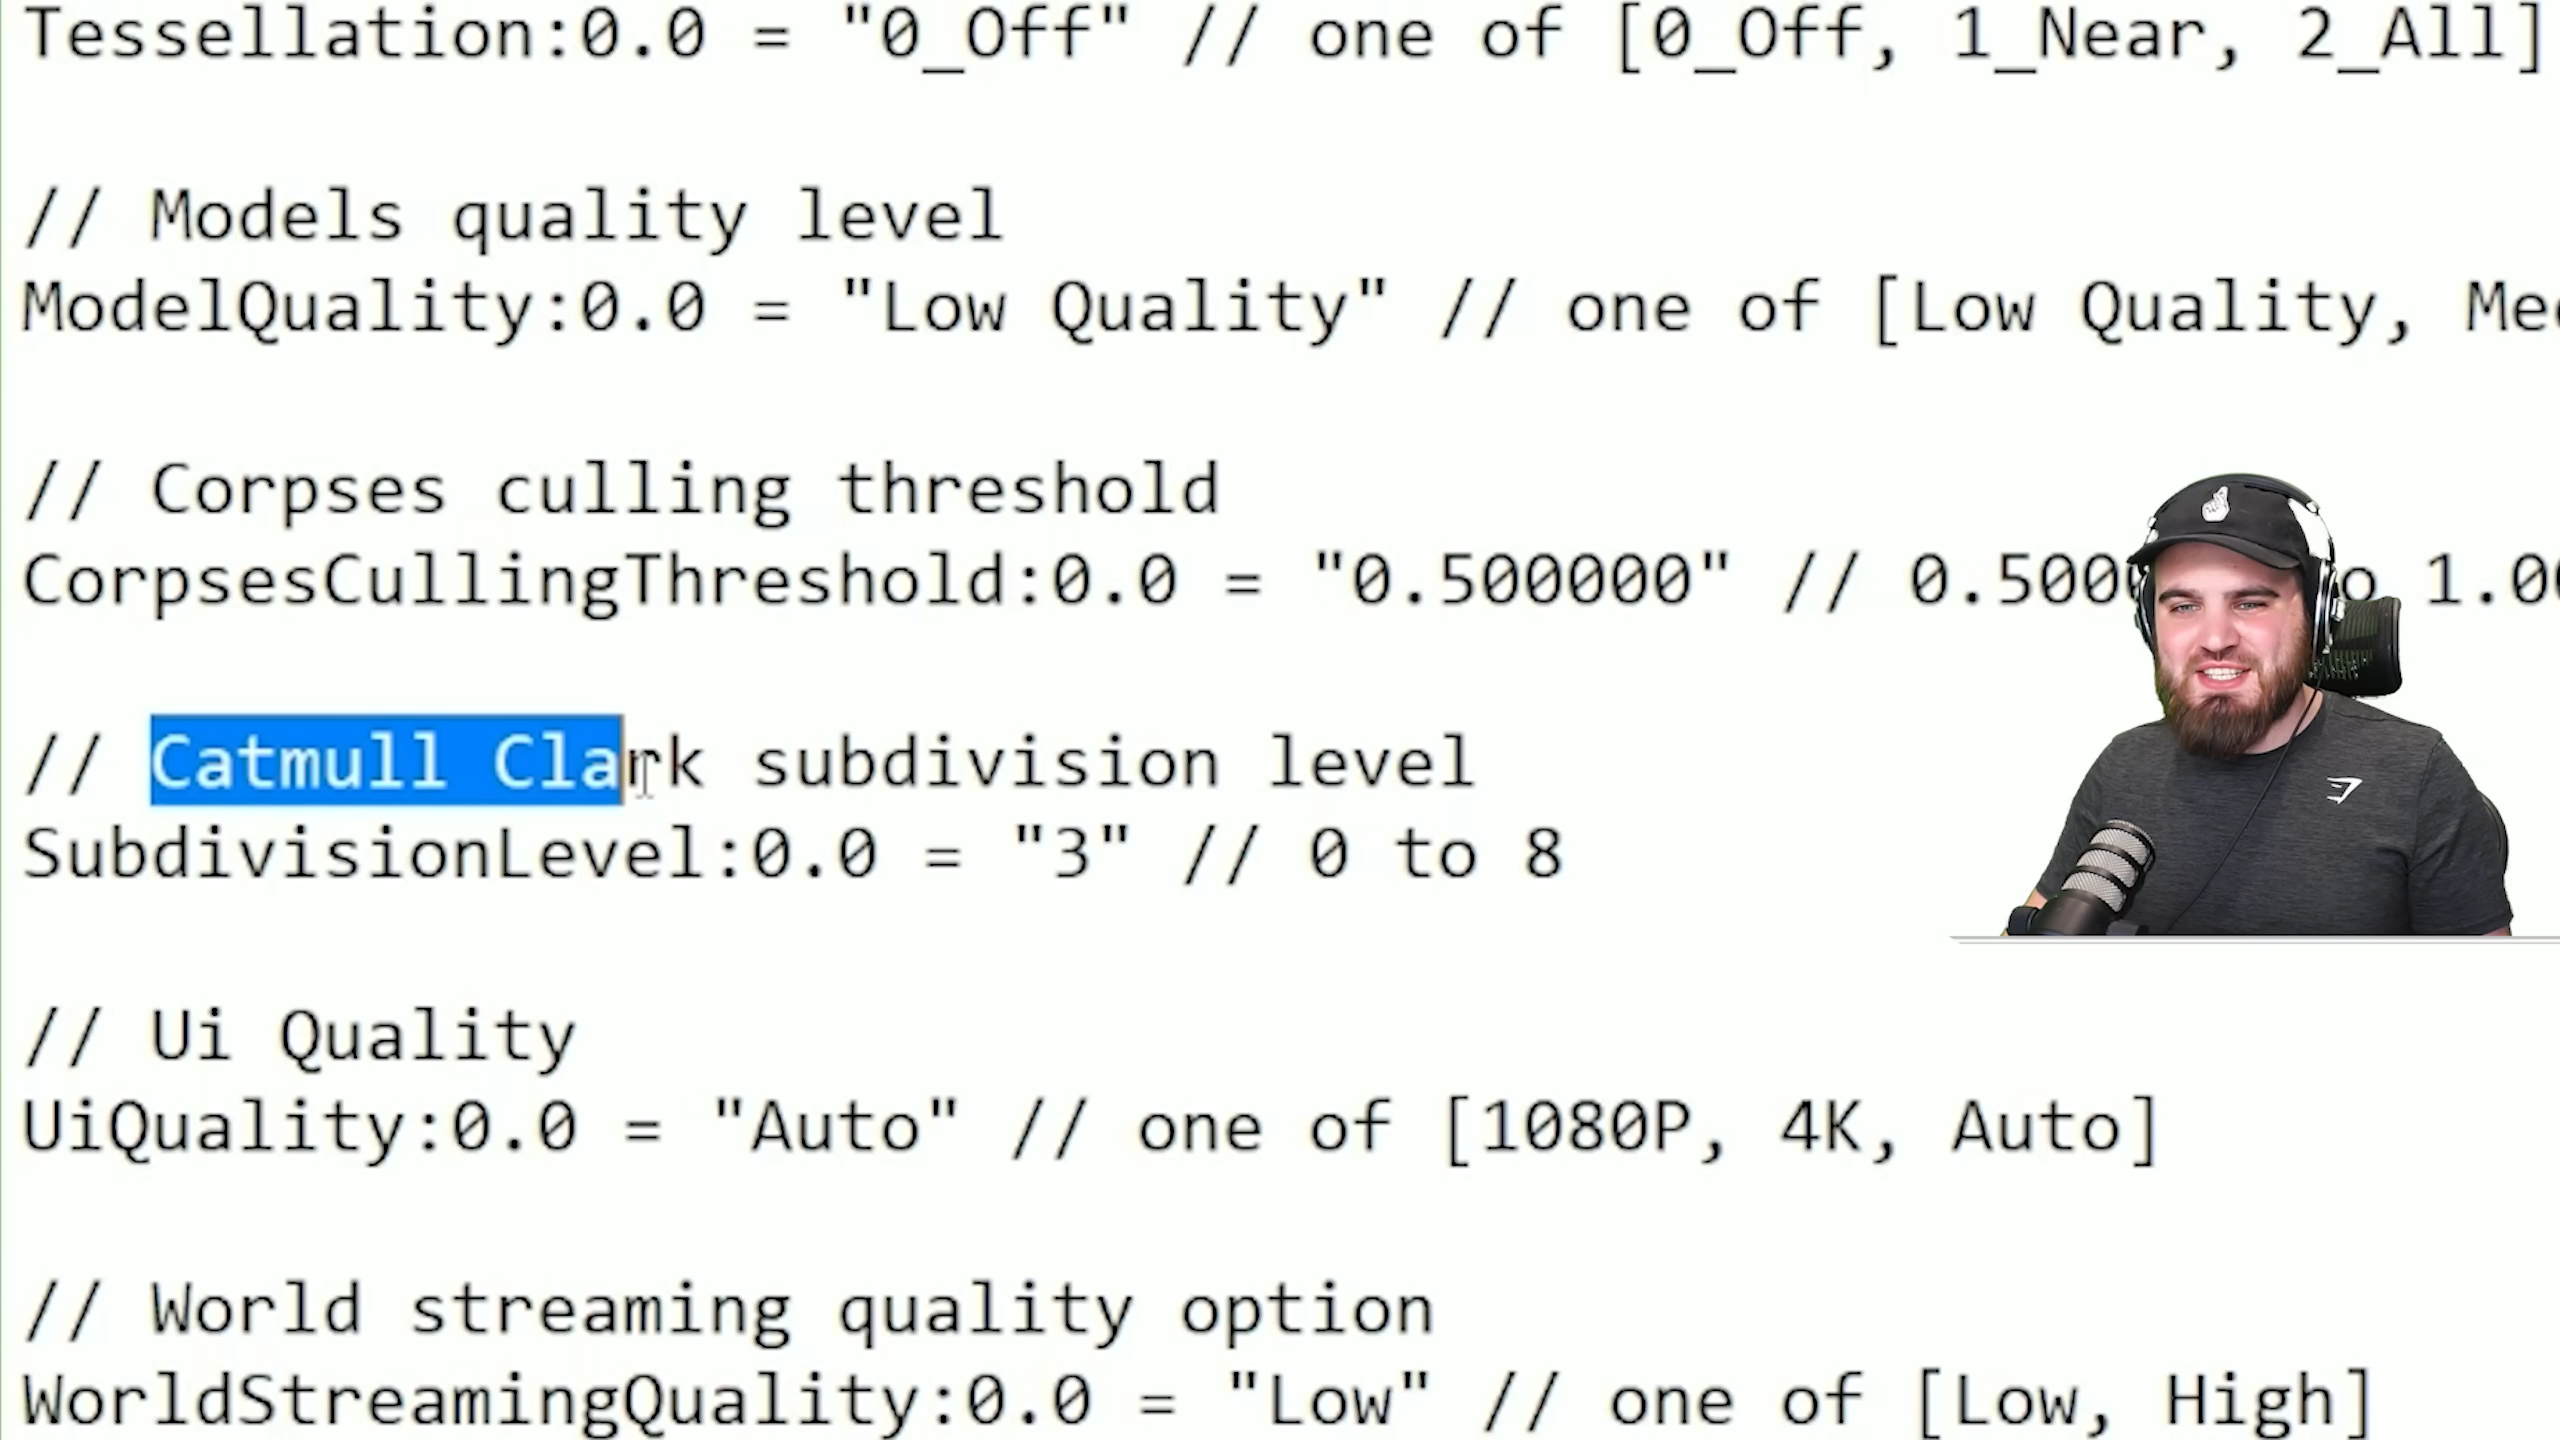 Tessellation:0.0 = "0_Off" // one of [0_Off, 1_Near, 2_All]
// Models quality level
ModelQuality:0.0 = "Low Quality" // one of [Low Quality,
// Corpses culling threshold
CorpsesCullingThreshold:0.0 = "0.500000" //
// Catmull Clark subdivision level
SubdivisionLevel:0.0 = "3" // 0 to 8
// Ui Quality
UiQuality:0.0 = "Auto" // one of [1080P, 4K, Auto]
// World streaming quality option
WorldStreamingQuality:0.0 = "Low" // one of [Low, High]